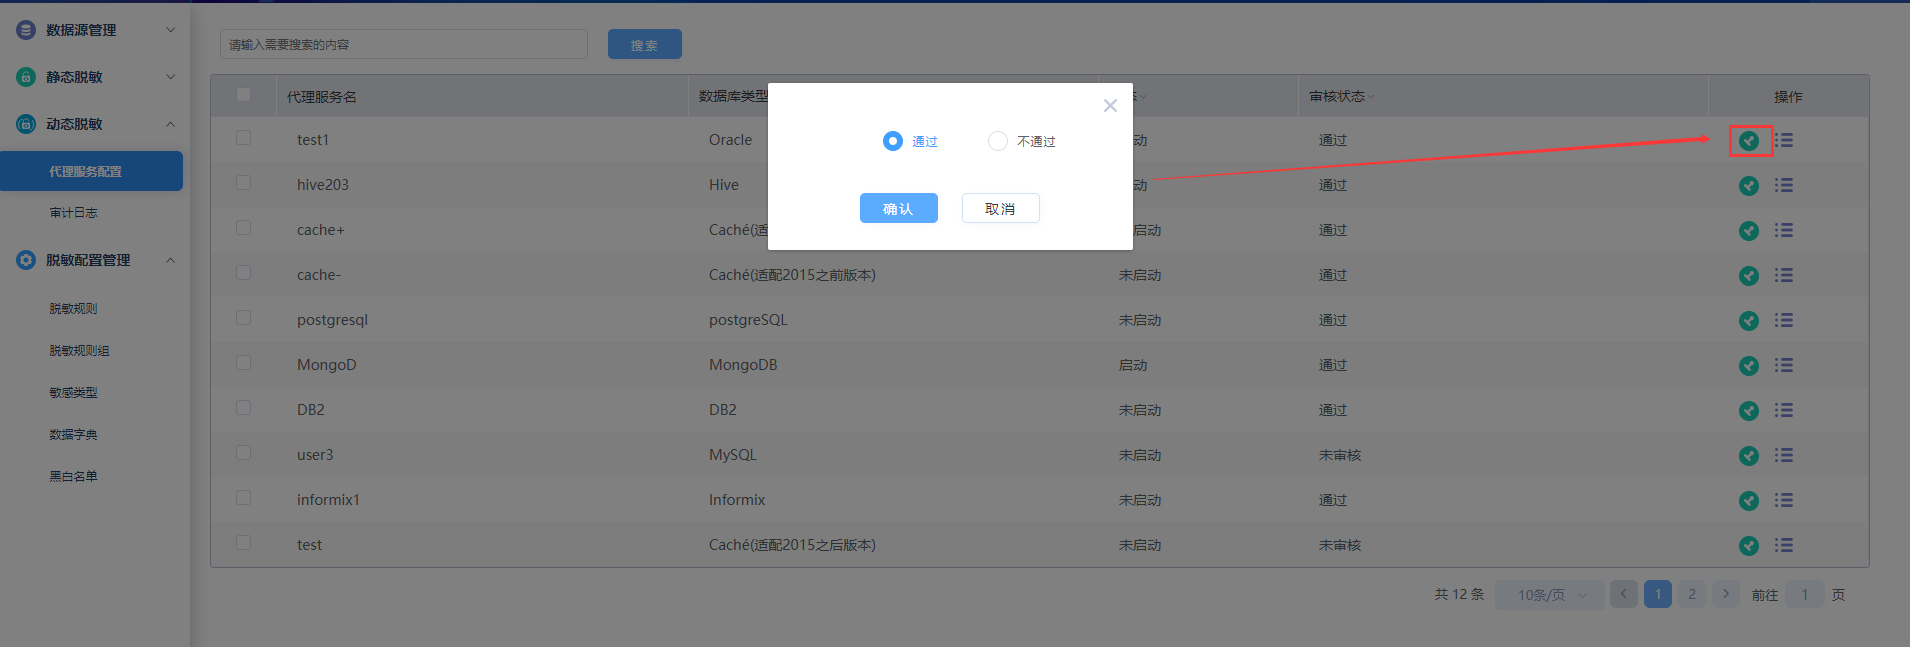 数据源管理
静态脱敏
动态脱敏
代理服务配置
审计日志
脱敏配置管理
脱敏规则
脱敏规则组
敏感类型
数据字典
黑白名单
请输入需要搜索的内容 搜索
代理服务名 数据库类型 审核状态 操作
test1 Oracle 动 通过
hive203 Hive 动 通过
cache+ Caché(适 启动 通过
cache- Caché(适配2015之前版本) 未启动 通过
postgresql postgreSQL 未启动 通过
MongoD MongoDB 启动 通过
DB2 DB2 未启动 通过
user3 MySQL 未启动 未审核
informix1 Informix 未启动 通过
test Caché(适配2015之后版本) 未启动 未审核
通过 不通过
确认 取消
共 12 条 10条/页 1 2 前往 1 页